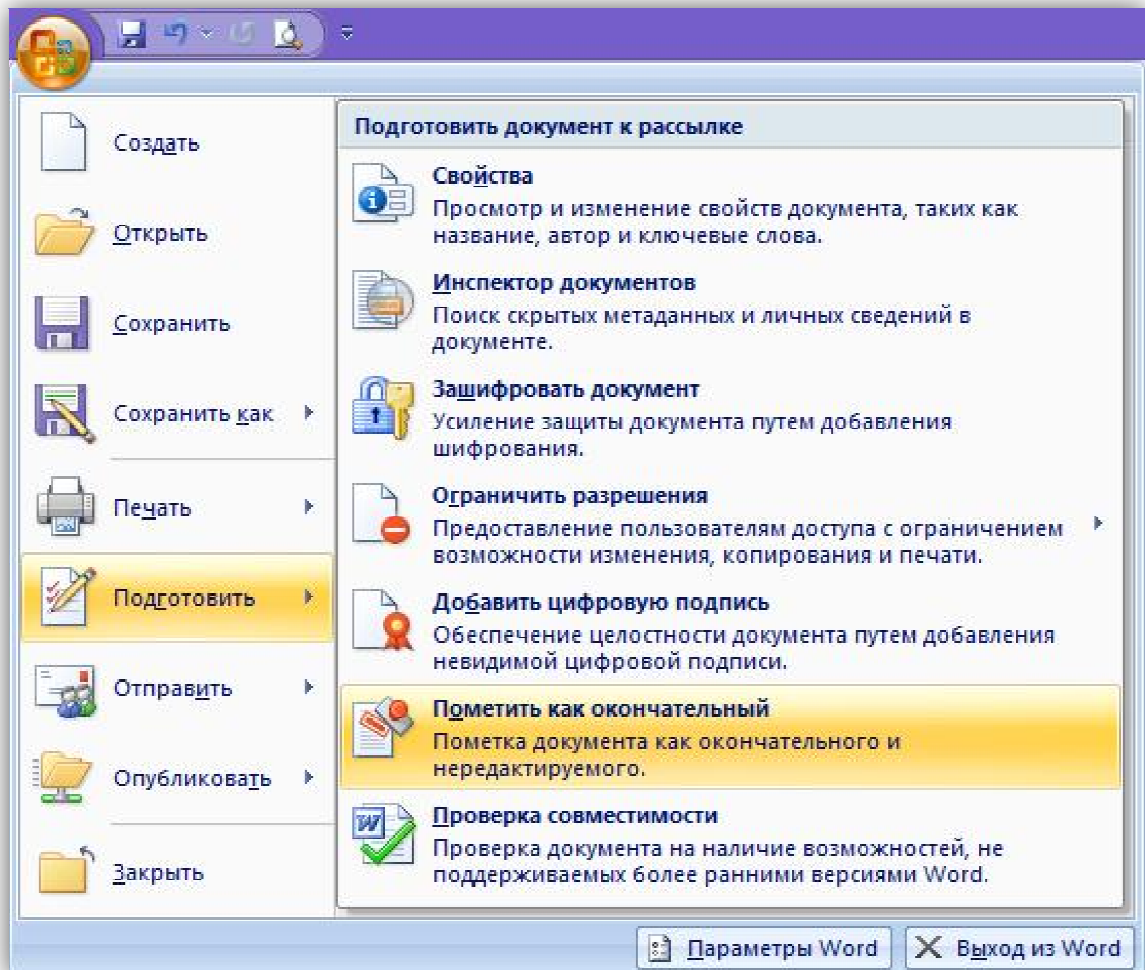 Создать
Открыть
Сохранить
Сохранить как
Печать
Подготовить
Отправить
Опубликовать
Закрыть
Подготовить документ к рассылке
Свойства
Просмотр и изменение свойств документа, таких как
название, автор и ключевые слова.
Инспектор документов
Поиск скрытых метаданных и личных сведений в
документе.
Зашифровать документ
Усиление защиты документа путем добавления
шифрования.
Ограничить разрешения
Предоставление пользователям доступа с ограничением
возможности изменения, копирования и печати.
Добавить цифровую подпись
Обеспечение целостности документа путем добавления
невидимой цифровой подписи.
Пометить как окончательный
Пометка документа как окончательного и
нередактируемого.
Проверка совместимости
Проверка документа на наличие возможностей, не
поддерживаемых более ранними версиями Word.
Параметры Word
Выход из Word